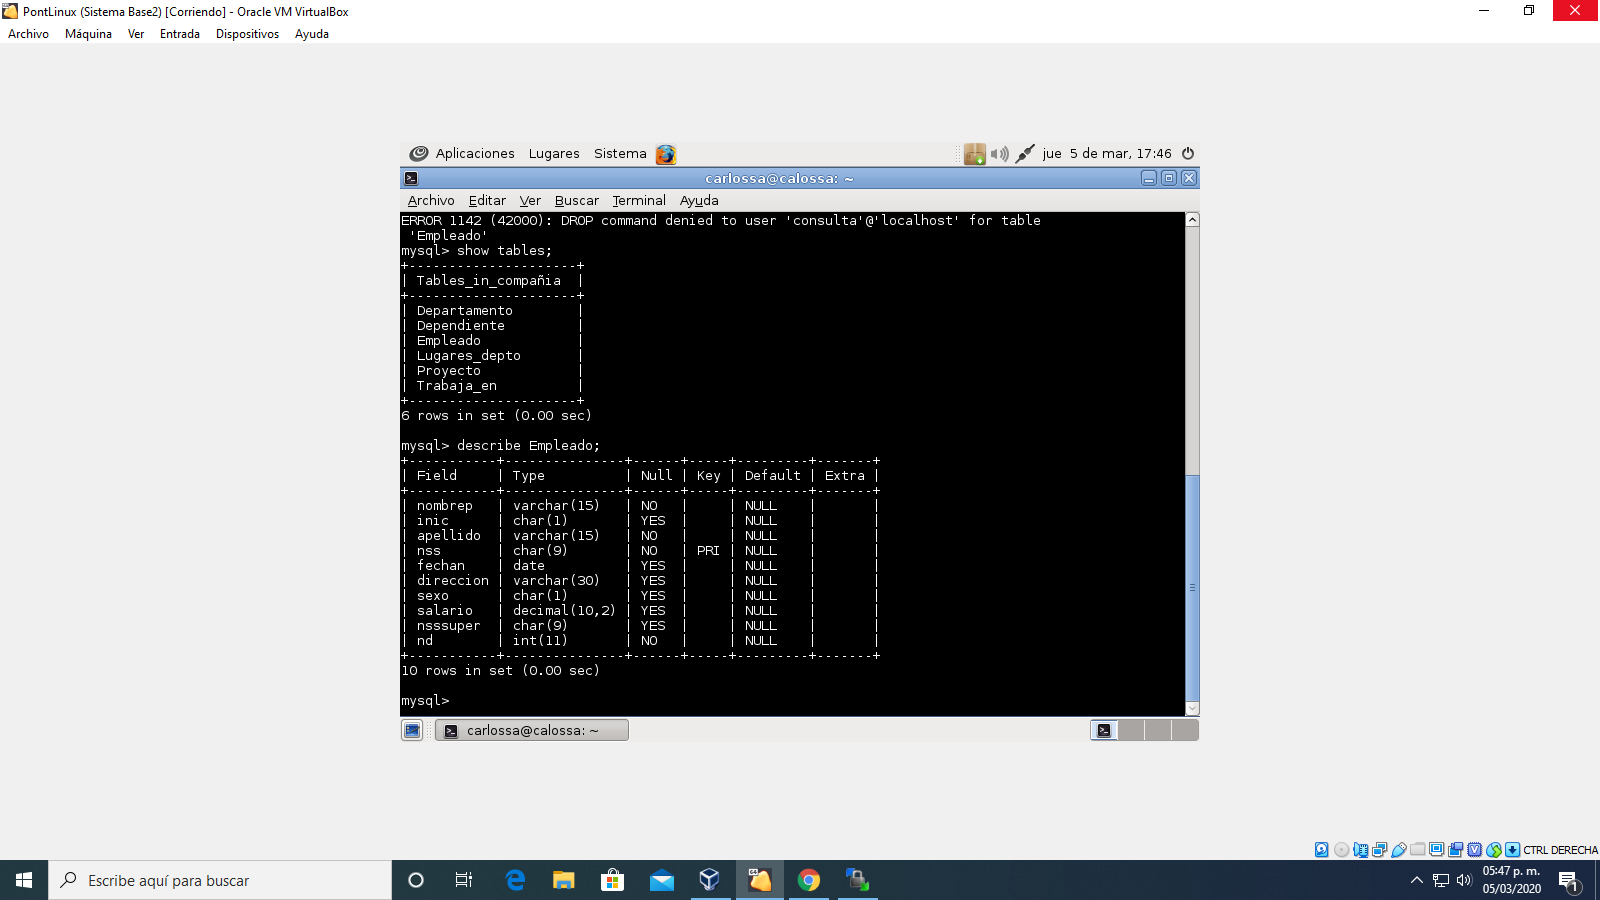 PontLinux (Sistema Base2) [Corriendo] - Oracle VM VirtualBox
Archivo Máquina Ver Entrada Dispositivos Ayuda
Aplicaciones Lugares Sistema jue 5 de mar, 17:46
carlossa@calossa: ~
Archivo Editar Ver Buscar Terminal Ayuda
ERROR 1142 (42000): DROP command denied to user 'consulta'@'localhost' for table
'Empleado'
mysql> show tables;
+---------------------+
| Tables_in_compañia  |
+---------------------+
| Departamento        |
| Dependiente         |
| Empleado            |
| Lugares_depto       |
| Proyecto            |
| Trabaja_en          |
+---------------------+
6 rows in set (0.00 sec)
mysql> describe Empleado;
+-----------+---------------+------+-----+---------+-------+
| Field     | Type          | Null | Key | Default | Extra |
+-----------+---------------+------+-----+---------+-------+
| nombrep   | varchar(15)   | NO   |     | NULL    |       |
| inic      | char(1)       | YES  |     | NULL    |       |
| apellido  | varchar(15)   | NO   |     | NULL    |       |
| nss       | char(9)       | NO   | PRI | NULL    |       |
| fechan    | date          | YES  |     | NULL    |       |
| direccion | varchar(30)   | YES  |     | NULL    |       |
| sexo      | char(1)       | YES  |     | NULL    |       |
| salario   | decimal(10,2) | YES  |     | NULL    |       |
| nsssuper  | char(9)       | YES  |     | NULL    |       |
| nd        | int(11)       | NO   |     | NULL    |       |
+-----------+---------------+------+-----+---------+-------+
10 rows in set (0.00 sec)
mysql>
carlossa@calossa: ~
CTRL DERECHA
Escribe aquí para buscar
05:47 p. m.
05/03/2020
1